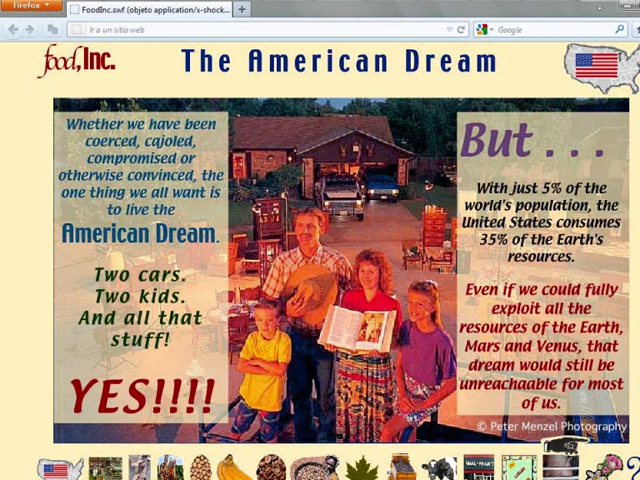 Firefox
FoodInc.swf (objeto application/x-shock...
Ir a un sitio web
Google
food, Inc.
The American Dream
Whether we have been
coerced, cajoled,
compromised or
otherwise convinced, the
one thing we all want is
to live the
American Dream.
Two cars.
Two kids.
And all that
stuff!
YES!!!!
But . . .
With just 5% of the
world's population, the
United States consumes
35% of the Earth's
resources.
Even if we could fully
exploit all the
resources of the Earth,
Mars and Venus, that
dream would still be
unreachaable for most
of us.
© Peter Menzel Photography
WAL-MART